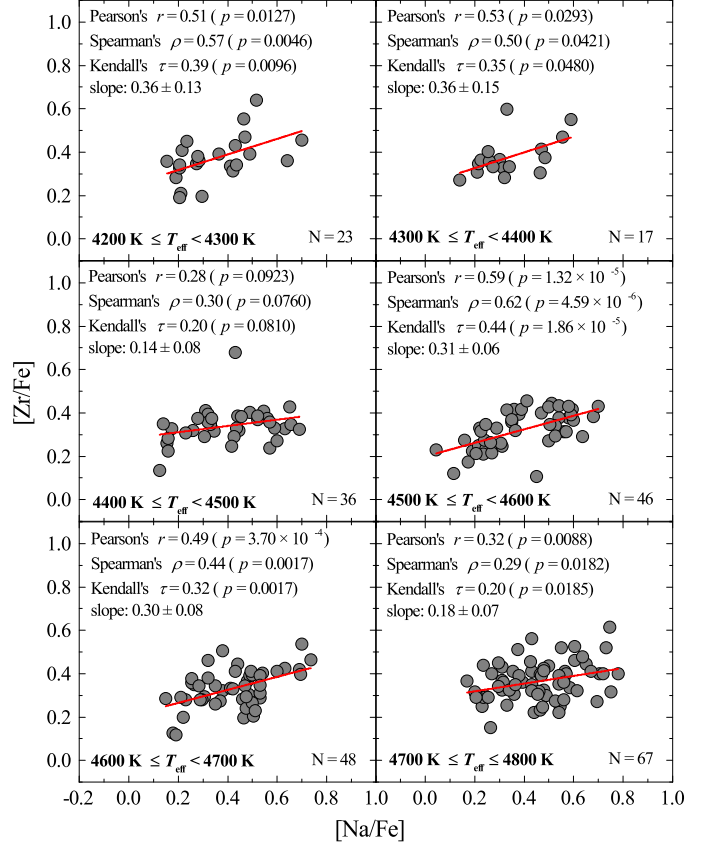 Pearson's r=0.51 ( p=0.0127)
Spearman's ρ=0.57 ( p=0.0046)
Kendall's τ=0.39 ( p=0.0096)
slope: 0.36 ± 0.13
4200 K ≤ Teff < 4300 K N = 23
Pearson's r=0.53 ( p=0.0293)
Spearman's ρ=0.50 ( p=0.0421)
Kendall's τ=0.35 ( p=0.0480)
slope: 0.36 ± 0.15
4300 K ≤ Teff < 4400 K N = 17
1.0
0.8
0.6
0.4
0.2
0.0
Pearson's r=0.28 ( p=0.0923)
Spearman's ρ=0.30 ( p=0.0760)
Kendall's τ=0.20 ( p=0.0810)
slope: 0.14 ± 0.08
4400 K ≤ Teff < 4500 K N = 36
Pearson's r=0.59 ( p=1.32 × 10 -5)
Spearman's ρ=0.62 ( p=4.59 × 10 -6)
Kendall's τ=0.44 ( p=1.86 × 10 -5)
slope: 0.31 ± 0.06
4500 K ≤ Teff < 4600 K N = 46
1.0
0.8
0.6
0.4
0.2
0.0
[Zr/Fe]
Pearson's r=0.49 ( p=3.70 × 10 -4)
Spearman's ρ=0.44 ( p=0.0017)
Kendall's τ=0.32 ( p=0.0017)
slope: 0.30 ± 0.08
4600 K ≤ Teff < 4700 K N = 48
Pearson's r=0.32 ( p=0.0088)
Spearman's ρ=0.29 ( p=0.0182)
Kendall's τ=0.20 ( p=0.0185)
slope: 0.18 ± 0.07
4700 K ≤ Teff ≤ 4800 K N = 67
1.0
0.8
0.6
0.4
0.2
0.0
-0.2 0.0 0.2 0.4 0.6 0.8 1.0 0.0 0.2 0.4 0.6 0.8 1.0
[Na/Fe]